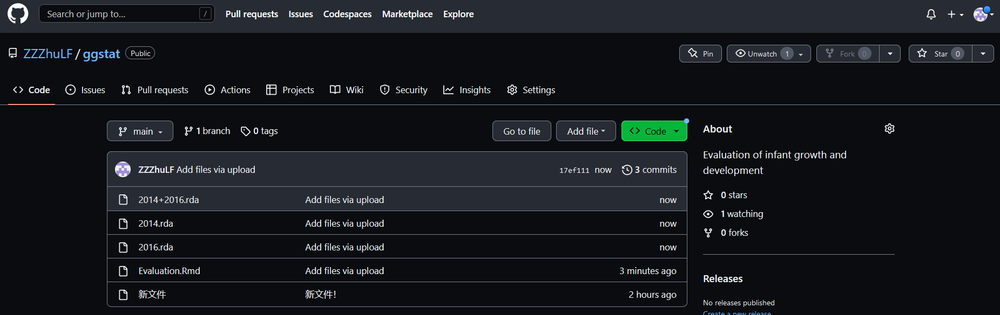 Search or jump to... /
Pull requests Issues Codespaces Marketplace Explore
ZZZhuLF / ggstat Public
Pin Unwatch 1 Fork 0 Star 0
Code Issues Pull requests Actions Projects Wiki Security Insights Settings
main 1 branch 0 tags Go to file Add file Code
ZZZhuLF Add files via upload 17ef111 now 3 commits
2014+2016.rda Add files via upload now
2014.rda Add files via upload now
2016.rda Add files via upload now
Evaluation.Rmd Add files via upload 3 minutes ago
新文件 新文件! 2 hours ago
About
Evaluation of infant growth and
development
0 stars
1 watching
0 forks
Releases
No releases published
Create a new release